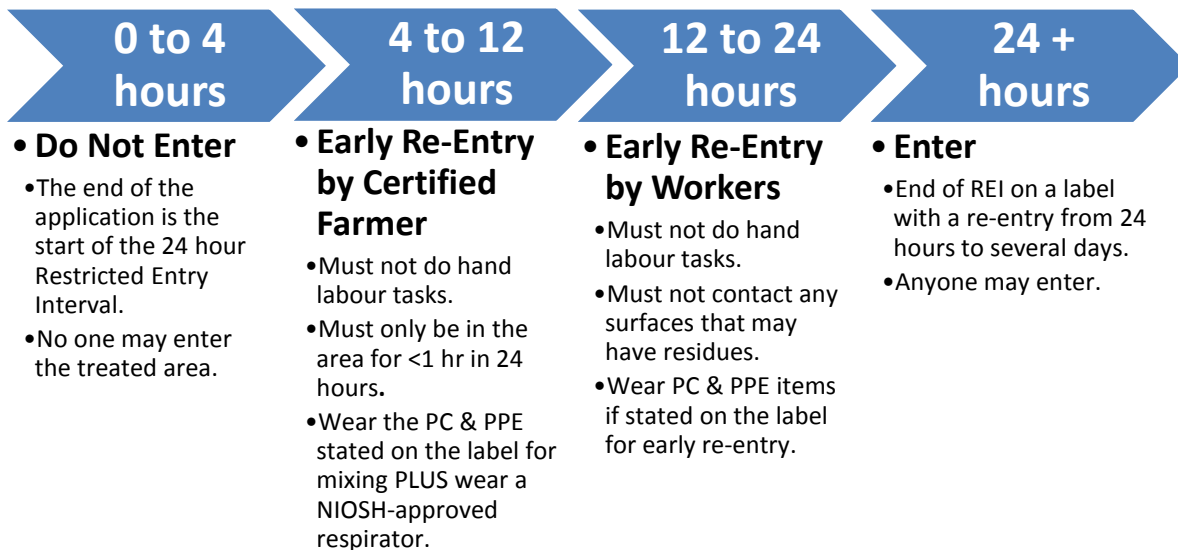 0 to 4
hours
• Do Not Enter
•The end of the
application is the
start of the 24 hour
Restricted Entry
Interval.
•No one may enter
the treated area.
4 to 12
hours
• Early Re-Entry
by Certified
Farmer
•Must not do hand
labour tasks.
•Must only be in the
area for <1 hr in 24
hours.
•Wear the PC & PPE
stated on the label for
mixing PLUS wear a
NIOSH-approved
respirator.
12 to 24
hours
• Early Re-Entry
by Workers
•Must not do hand
labour tasks.
•Must not contact any
surfaces that may
have residues.
•Wear PC & PPE items
if stated on the label
for early re-entry.
24 +
hours
• Enter
•End of REI on a label
with a re-entry from 24
hours to several days.
•Anyone may enter.